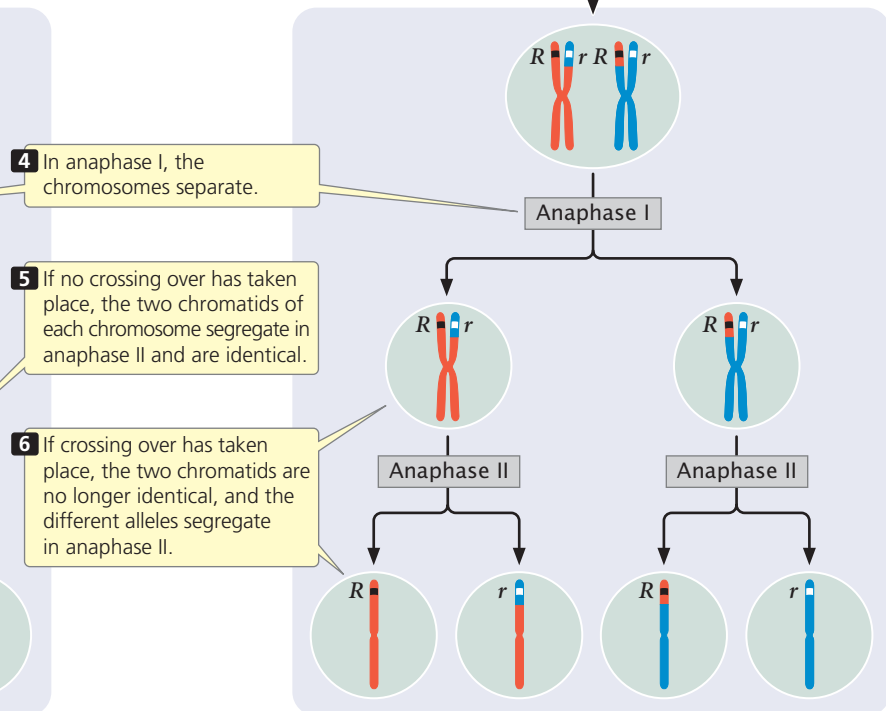 R r R r
4 In anaphase I, the
chromosomes separate.
Anaphase I
5 If no crossing over has taken
place, the two chromatids of
each chromosome segregate in
anaphase II and are identical.
R r
R r
6 If crossing over has taken
place, the two chromatids are
no longer identical, and the
different alleles segregate
in anaphase II.
Anaphase II
Anaphase II
R
r
R
r